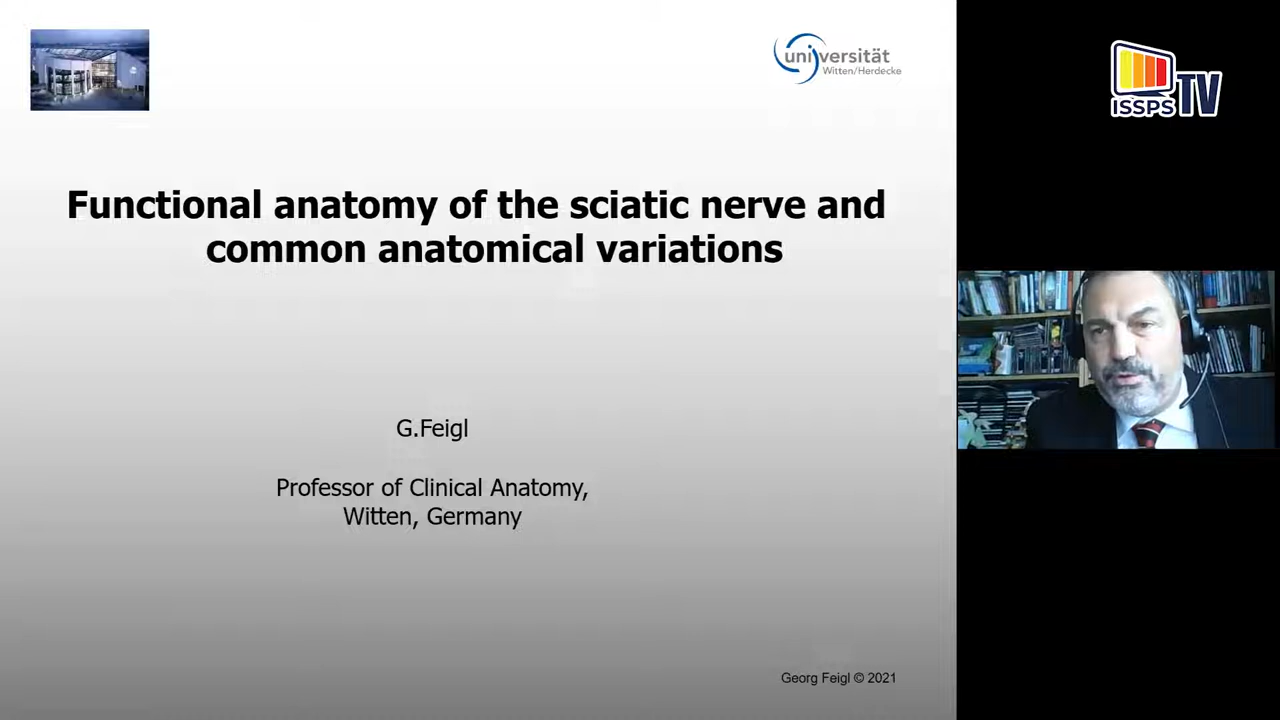 universität
Witten/Herdecke
ISSPS TV
Functional anatomy of the sciatic nerve and
common anatomical variations
G.Feigl
Professor of Clinical Anatomy,
Witten, Germany
Georg Feigl © 2021